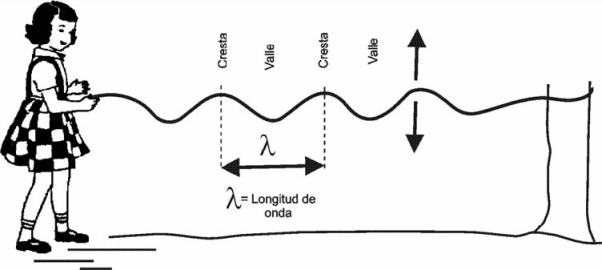 Cresta
Valle
Cresta
Valle
λ
λ= Longitud de
onda